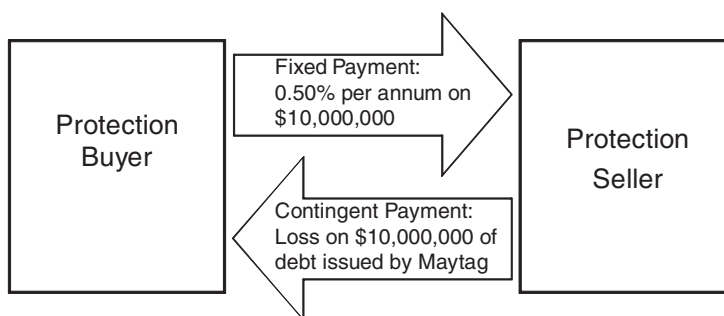 Protection
Buyer
Fixed Payment:
0.50% per annum on
$10,000,000
Contingent Payment:
Loss on $10,000,000 of
debt issued by Maytag
Protection
Seller